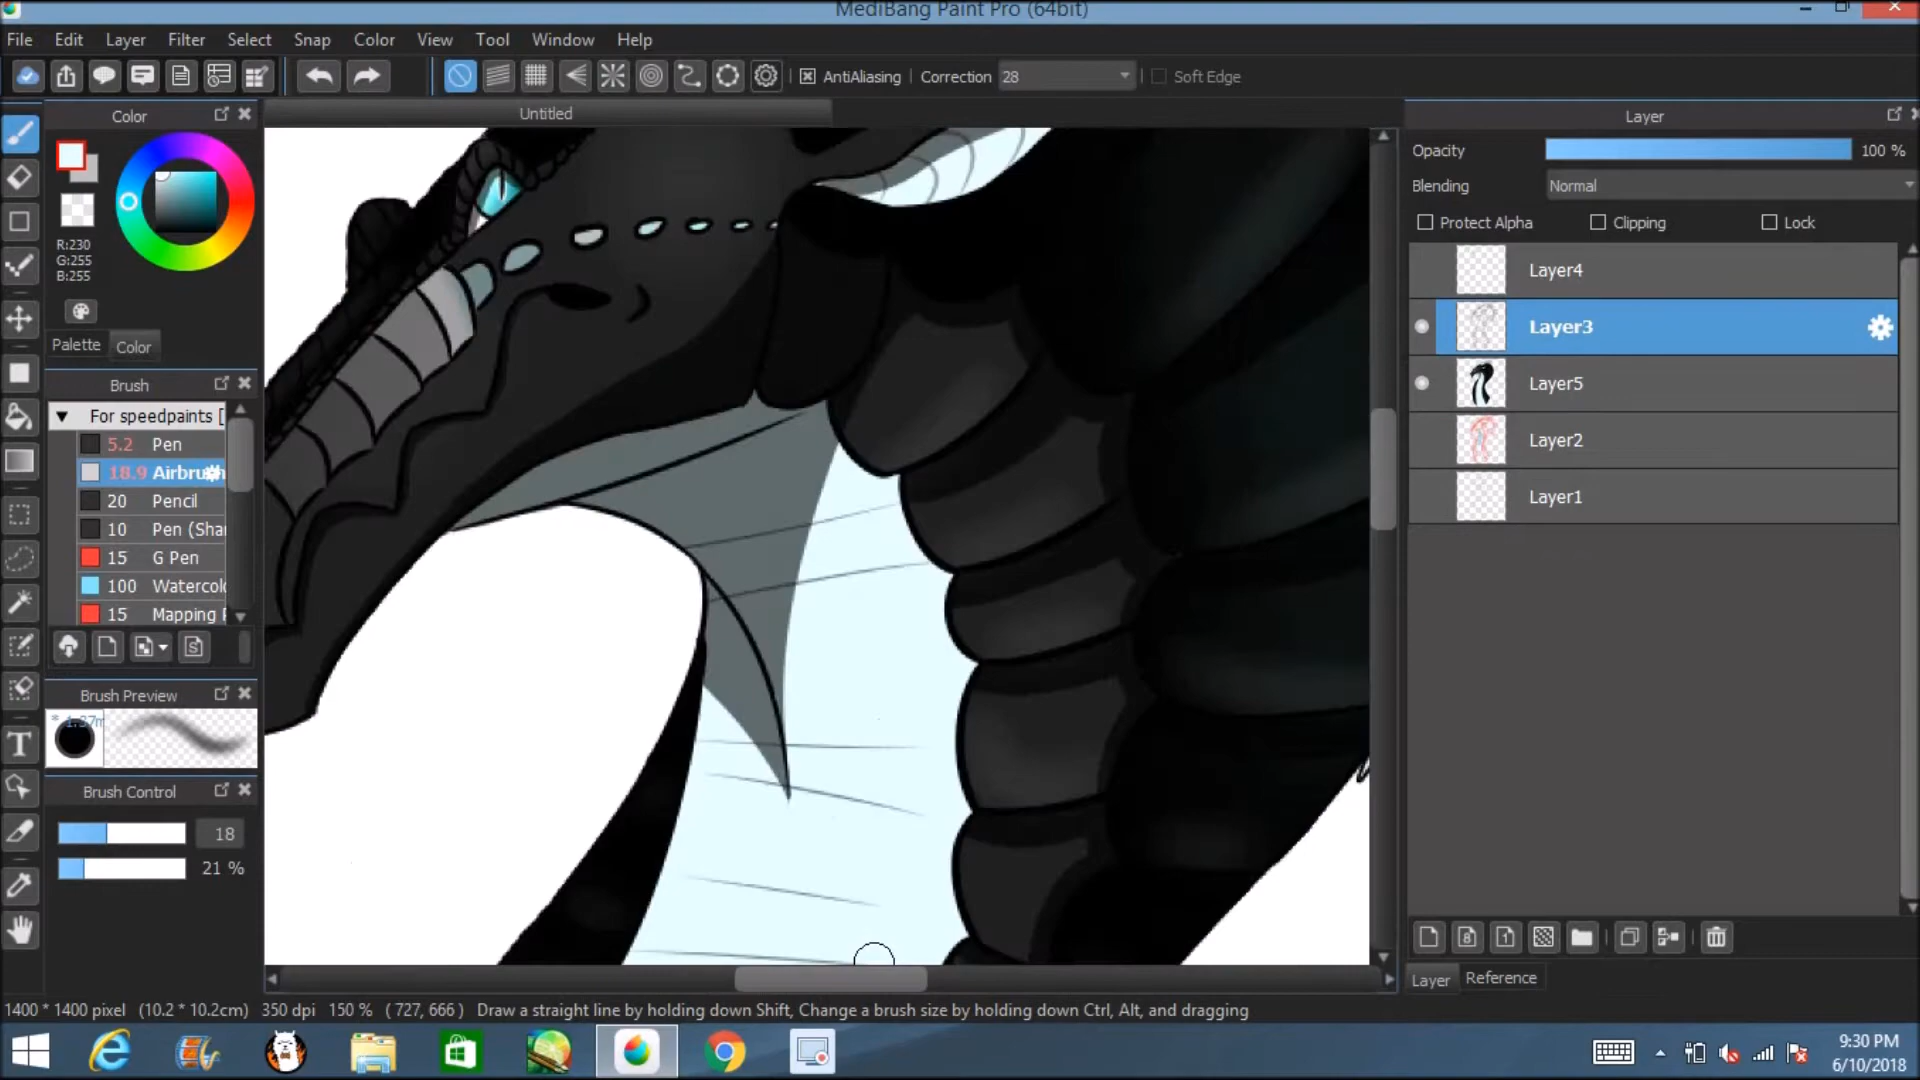 MediBang Paint Pro (64bit)
File Edit Layer Filter Select Snap Color View Tool Window Help
AntiAliasing Correction 28 Soft Edge
Color
Untitled
Layer
Opacity 100 %
Blending Normal
Protect Alpha Clipping Lock
R:230
G:255
B:255
Palette Color
Brush
For speedpaints [
5.2 Pen
18.9 Airbrush
20 Pencil
10 Pen (Shar
15 G Pen
100 Watercol
15 Mapping
Layer4
Layer3
Layer5
Layer2
Layer1
Brush Preview
Brush Control
18
21 %
8 1
Layer Reference
1400 * 1400 pixel (10.2 * 10.2cm) 350 dpi 150 % ( 727, 666 ) Draw a straight line by holding down Shift, Change a brush size by holding down Ctrl, Alt, and dragging
9:30 PM
6/10/2018